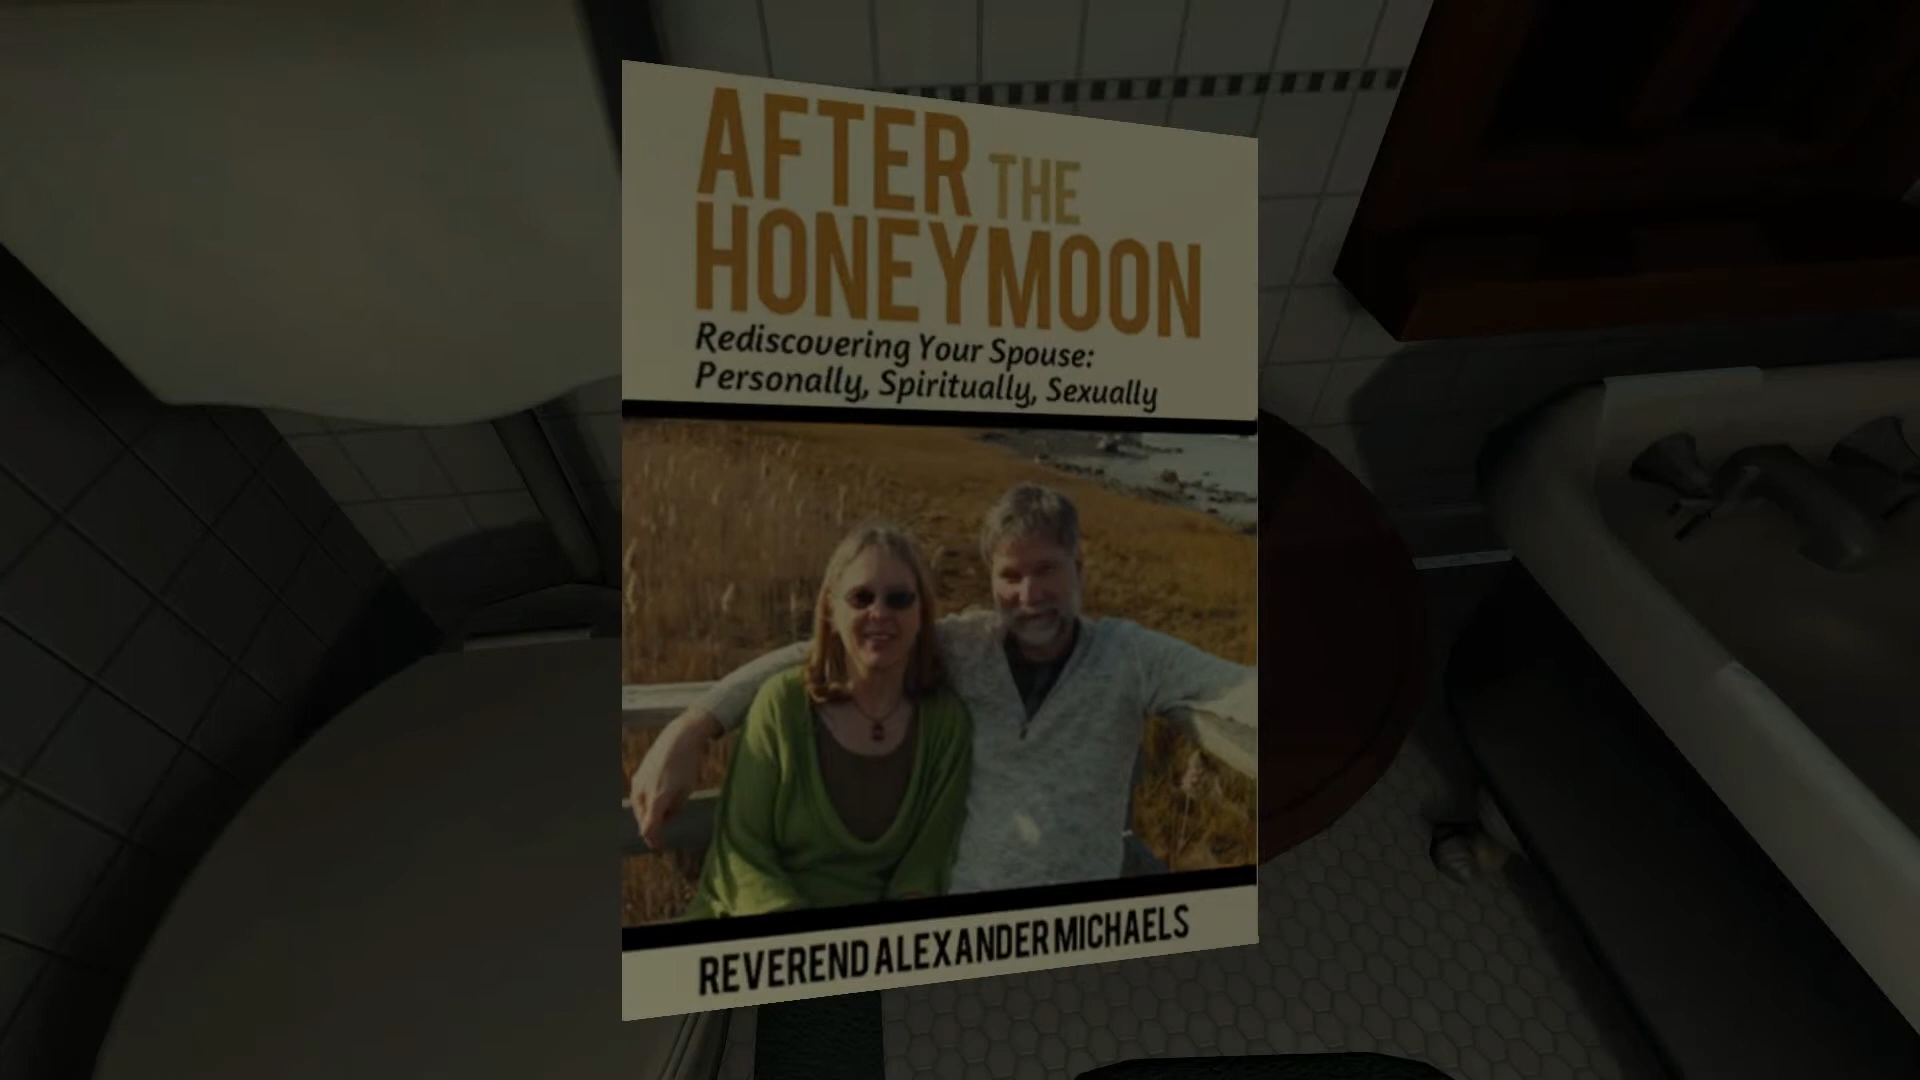 AFTER THE
HONEYMOON
Rediscovering Your Spouse:
Personally, Spiritually, Sexually
REVEREND ALEXANDER MICHAELS